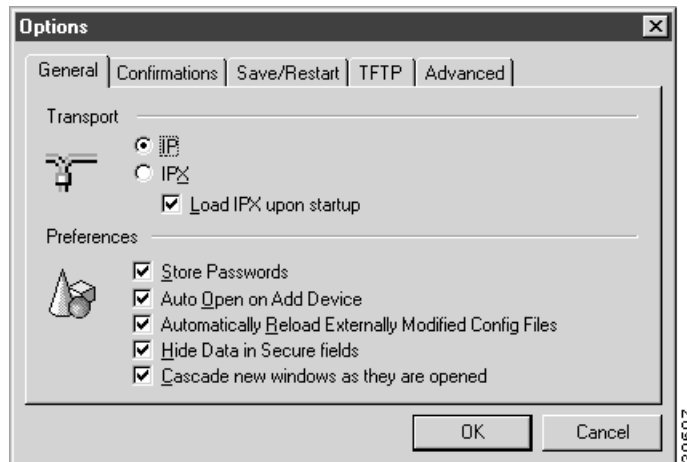 Options
General Confirmations Save/Restart TFTP Advanced
Transport
IP
IPX
Load IPX upon startup
Preferences
Store Passwords
Auto Open on Add Device
Automatically Reload Externally Modified Config Files
Hide Data in Secure fields
Cascade new windows as they are opened
OK Cancel